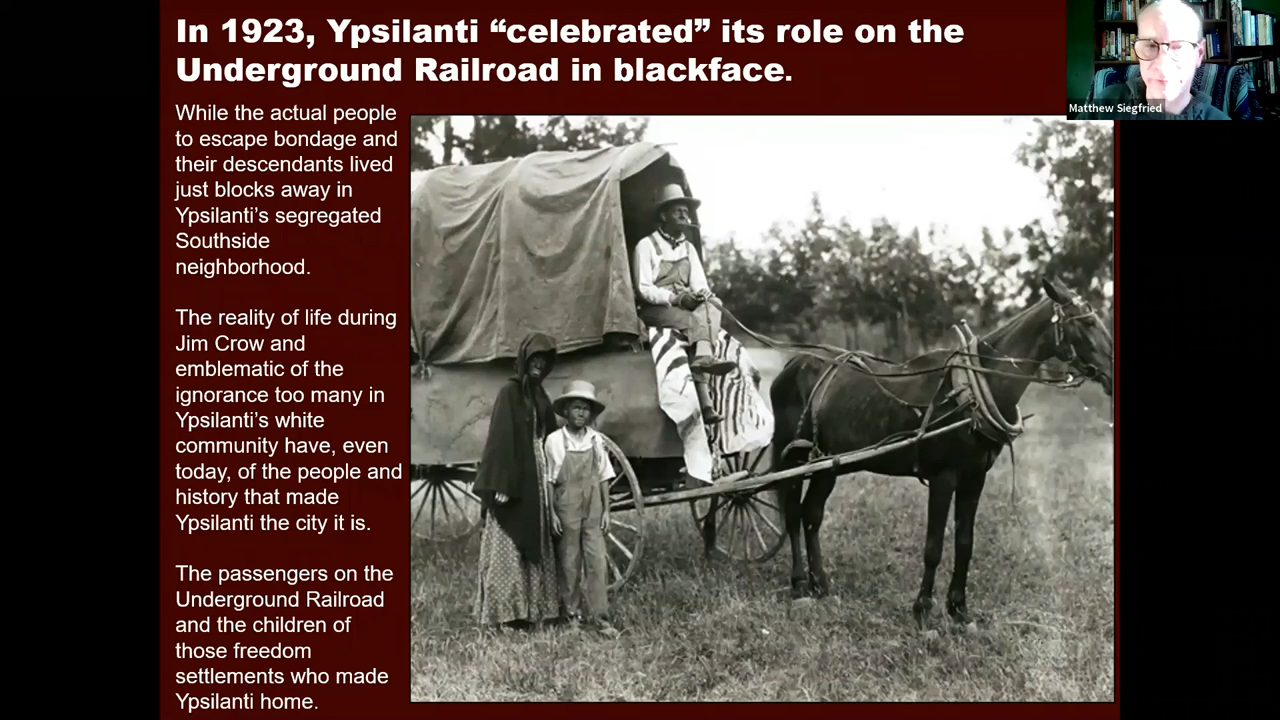 In 1923, Ypsilanti “celebrated” its role on the
Underground Railroad in blackface.
Matthew Siegfried
While the actual people
to escape bondage and
their descendants lived
just blocks away in
Ypsilanti’s segregated
Southside
neighborhood.
The reality of life during
Jim Crow and
emblematic of the
ignorance too many in
Ypsilanti’s white
community have, even
today, of the people and
history that made
Ypsilanti the city it is.
The passengers on the
Underground Railroad
and the children of
those freedom
settlements who made
Ypsilanti home.